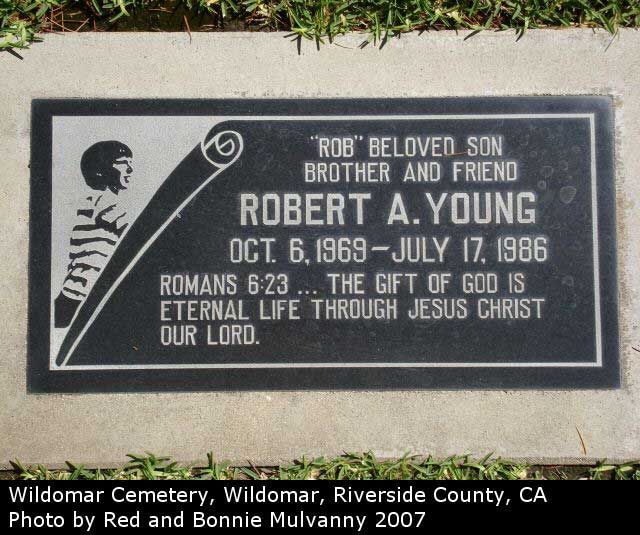 "ROB" BELOVED SON
BROTHER AND FRIEND
ROBERT A. YOUNG
OCT. 6, 1969 – JULY 17, 1986
ROMANS 6:23 ... THE GIFT OF GOD IS
ETERNAL LIFE THROUGH JESUS CHRIST
OUR LORD.
Wildomar Cemetery, Wildomar, Riverside County, CA
Photo by Red and Bonnie Mulvanny 2007